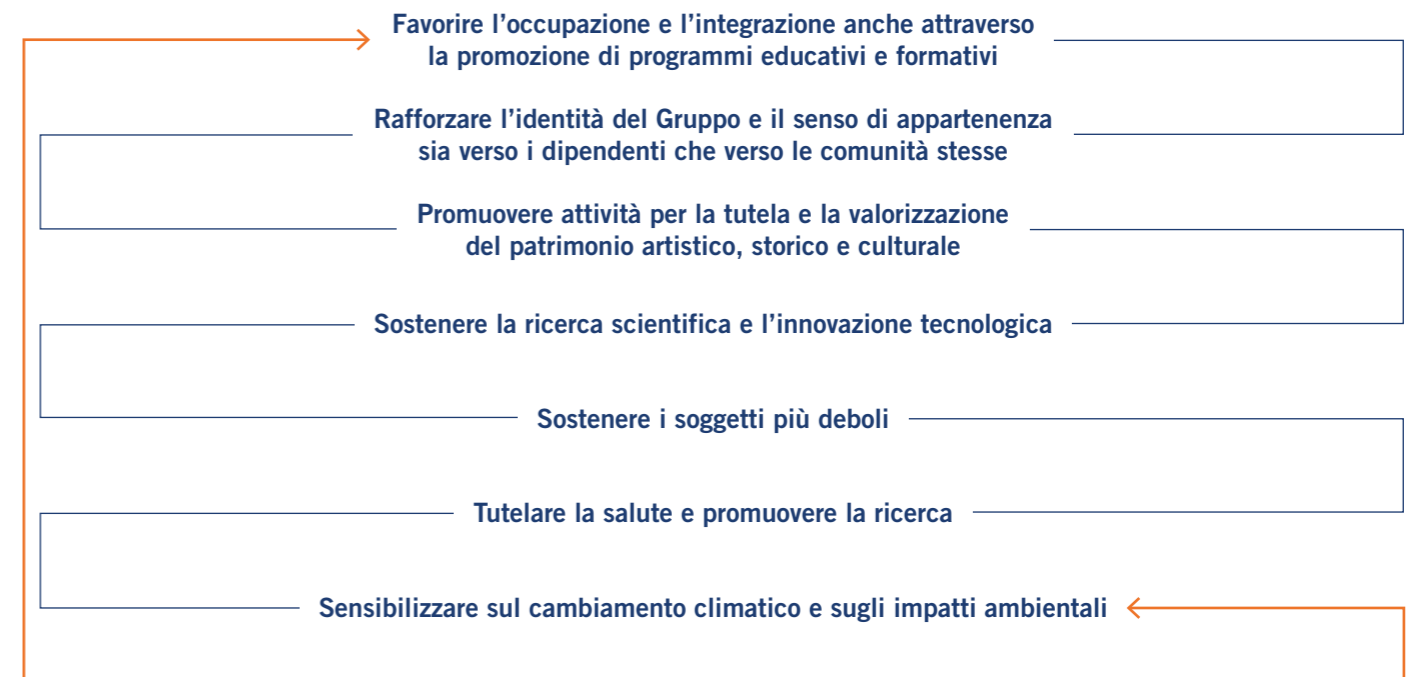 Favorire l’occupazione e l’integrazione anche attraverso
la promozione di programmi educativi e formativi
Rafforzare l’identità del Gruppo e il senso di appartenenza
sia verso i dipendenti che verso le comunità stesse
Promuovere attività per la tutela e la valorizzazione
del patrimonio artistico, storico e culturale
Sostenere la ricerca scientifica e l’innovazione tecnologica
Sostenere i soggetti più deboli
Tutelare la salute e promuovere la ricerca
Sensibilizzare sul cambiamento climatico e sugli impatti ambientali